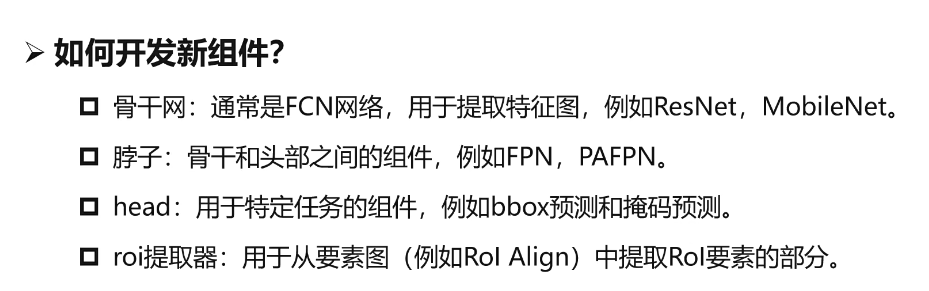 ➢ 如何开发新组件？
骨干网：通常是FCN网络，用于提取特征图，例如ResNet，MobileNet。
脖子：骨干和头部之间的组件，例如FPN，PAFPN。
head：用于特定任务的组件，例如bbox预测和掩码预测。
roi提取器：用于从要素图（例如RoI Align）中提取RoI要素的部分。